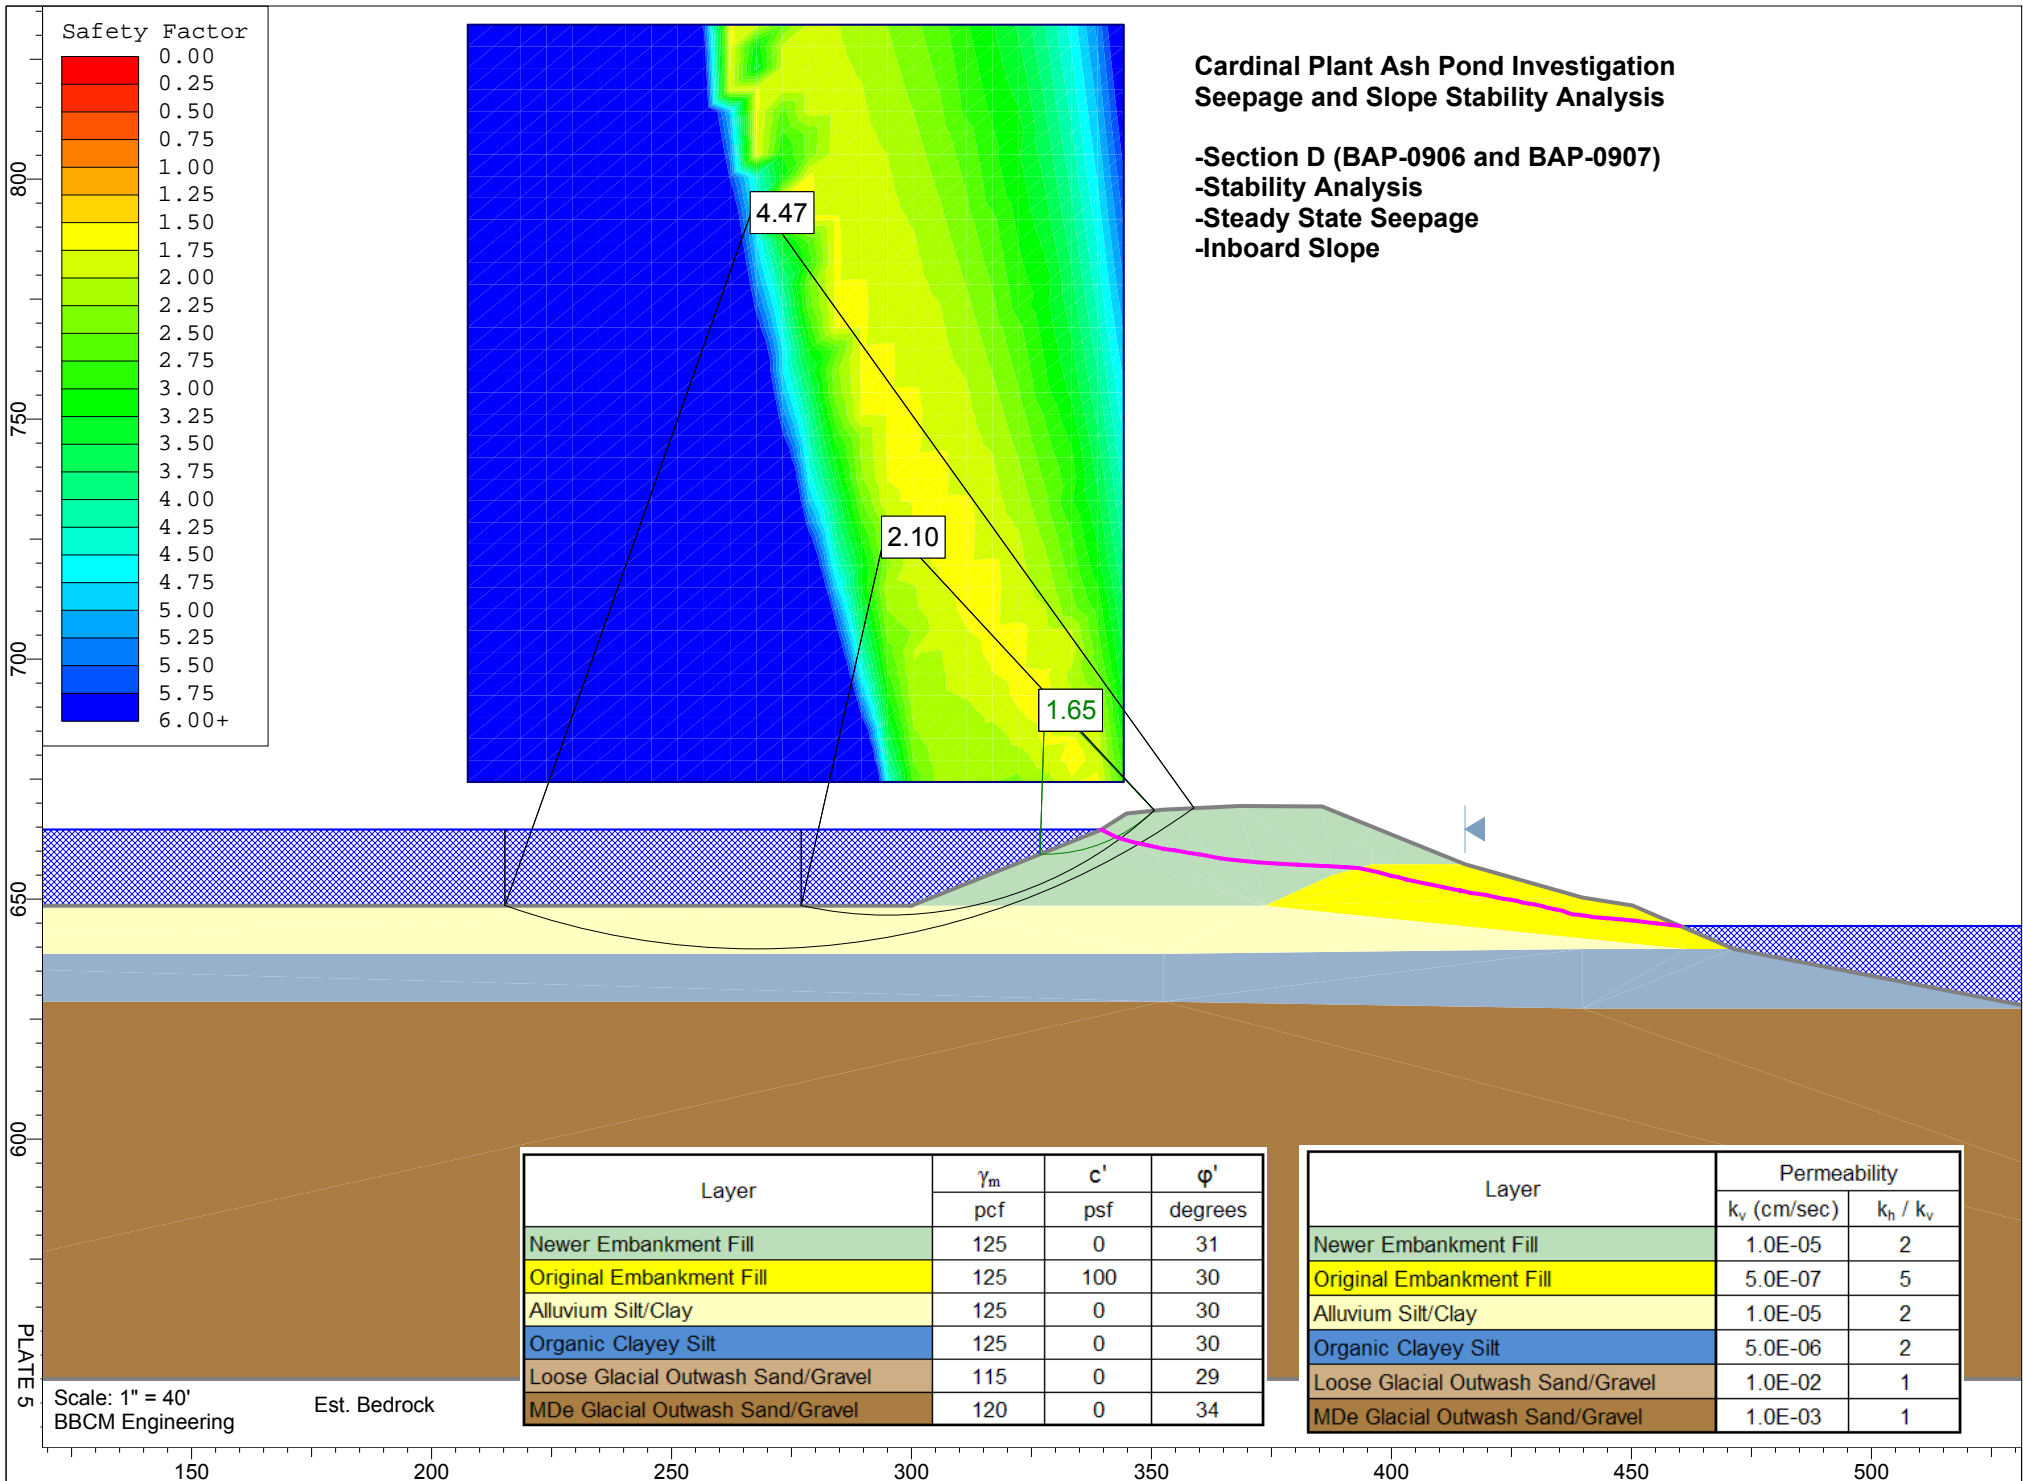 Safety Factor
0.00
0.25
0.50
0.75
1.00
1.25
1.50
1.75
2.00
2.25
2.50
2.75
3.00
3.25
3.50
3.75
4.00
4.25
4.50
4.75
5.00
5.25
5.50
5.75
6.00+
Cardinal Plant Ash Pond Investigation
Seepage and Slope Stability Analysis
-Section D (BAP-0906 and BAP-0907)
-Stability Analysis
-Steady State Seepage
-Inboard Slope
4.47
2.10
1.65
800
750
700
650
600
PLATE 5
Scale: 1" = 40'
BBCM Engineering
Est. Bedrock
Layer γm c' φ'
pcf psf degrees
Newer Embankment Fill 125 0 31
Original Embankment Fill 125 100 30
Alluvium Silt/Clay 125 0 30
Organic Clayey Silt 125 0 30
Loose Glacial Outwash Sand/Gravel 115 0 29
MDe Glacial Outwash Sand/Gravel 120 0 34
Layer Permeability
kv (cm/sec) kh / kv
Newer Embankment Fill 1.0E-05 2
Original Embankment Fill 5.0E-07 5
Alluvium Silt/Clay 1.0E-05 2
Organic Clayey Silt 5.0E-06 2
Loose Glacial Outwash Sand/Gravel 1.0E-02 1
MDe Glacial Outwash Sand/Gravel 1.0E-03 1
150 200 250 300 350 400 450 500